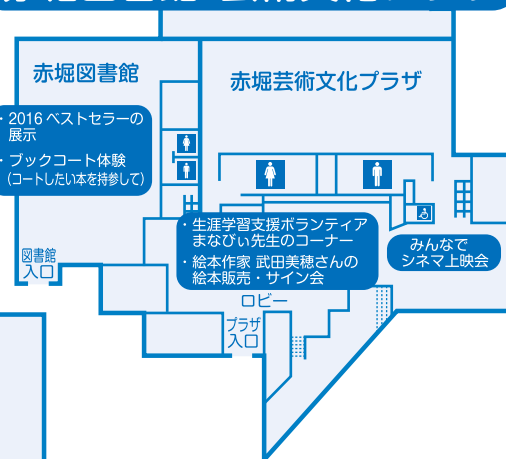 赤堀図書館
赤堀芸術文化プラザ
・2016 ベストセラーの
展示
・ブックコート体験
（コートしたい本を持参して）
・生涯学習支援ボランティア
まなびぃ先生のコーナー
・絵本作家 武田美穂さんの
絵本販売・サイン会
みんなで
シネマ上映会
図書館
入口
ロビー
プラザ
入口